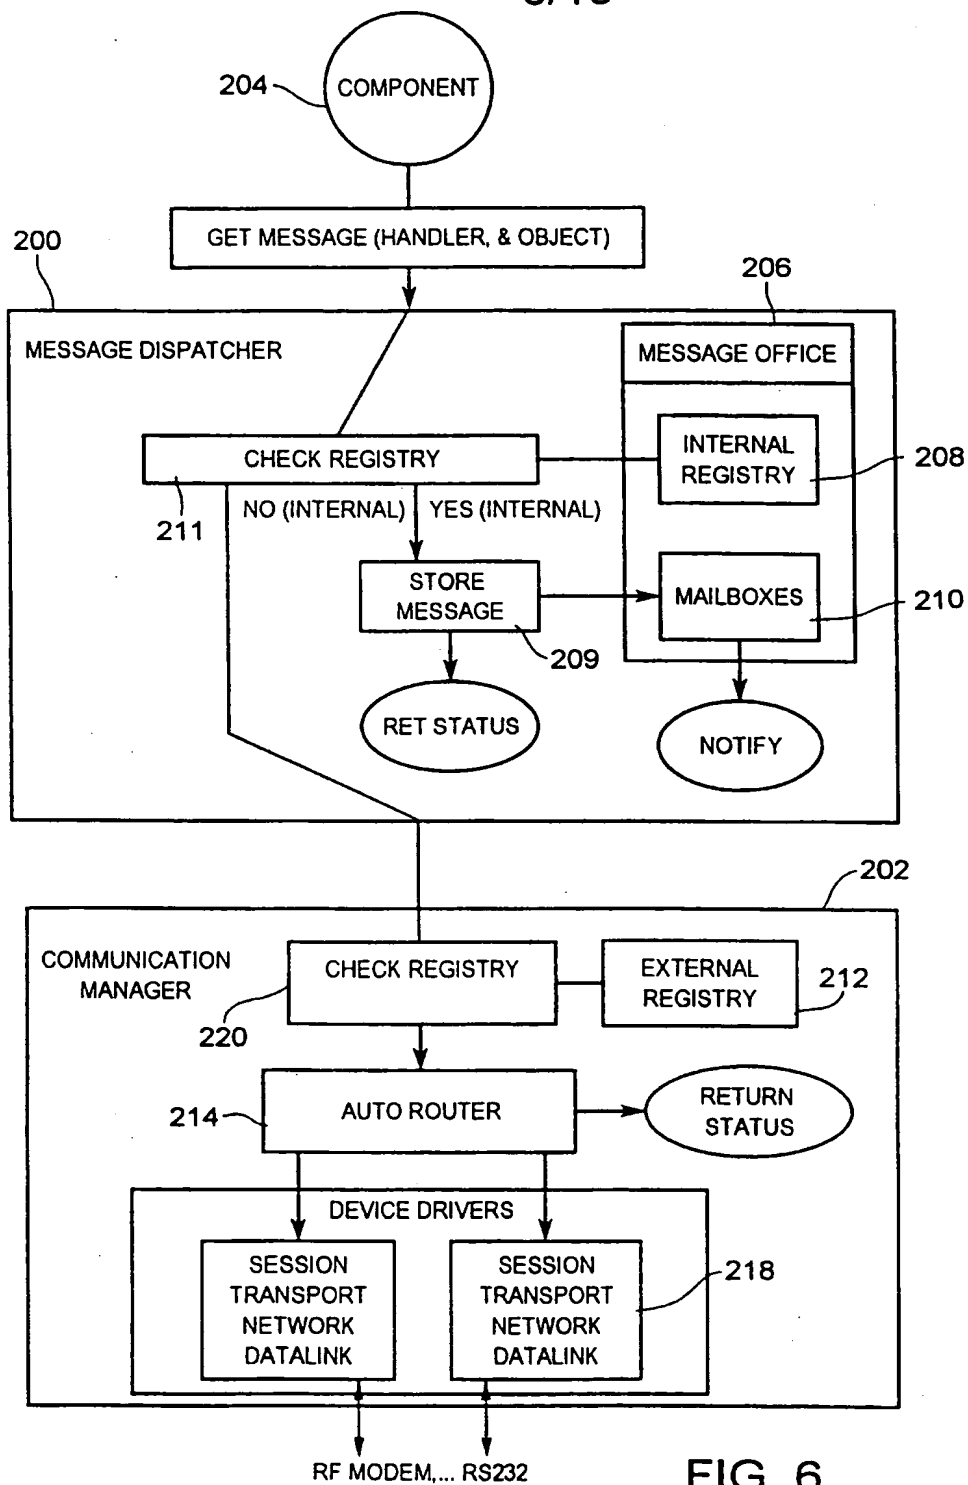 204
COMPONENT
GET MESSAGE (HANDLER, & OBJECT)
200
206
MESSAGE DISPATCHER
MESSAGE OFFICE
CHECK REGISTRY
INTERNAL
REGISTRY
208
211
NO (INTERNAL)
YES (INTERNAL)
STORE
MESSAGE
209
MAILBOXES
210
RET STATUS
NOTIFY
202
COMMUNICATION
MANAGER
CHECK REGISTRY
220
EXTERNAL
REGISTRY
212
214
AUTO ROUTER
RETURN
STATUS
DEVICE DRIVERS
SESSION
TRANSPORT
NETWORK
DATALINK
SESSION
TRANSPORT
NETWORK
DATALINK
218
RF MODEM,... RS232
FIG. 6